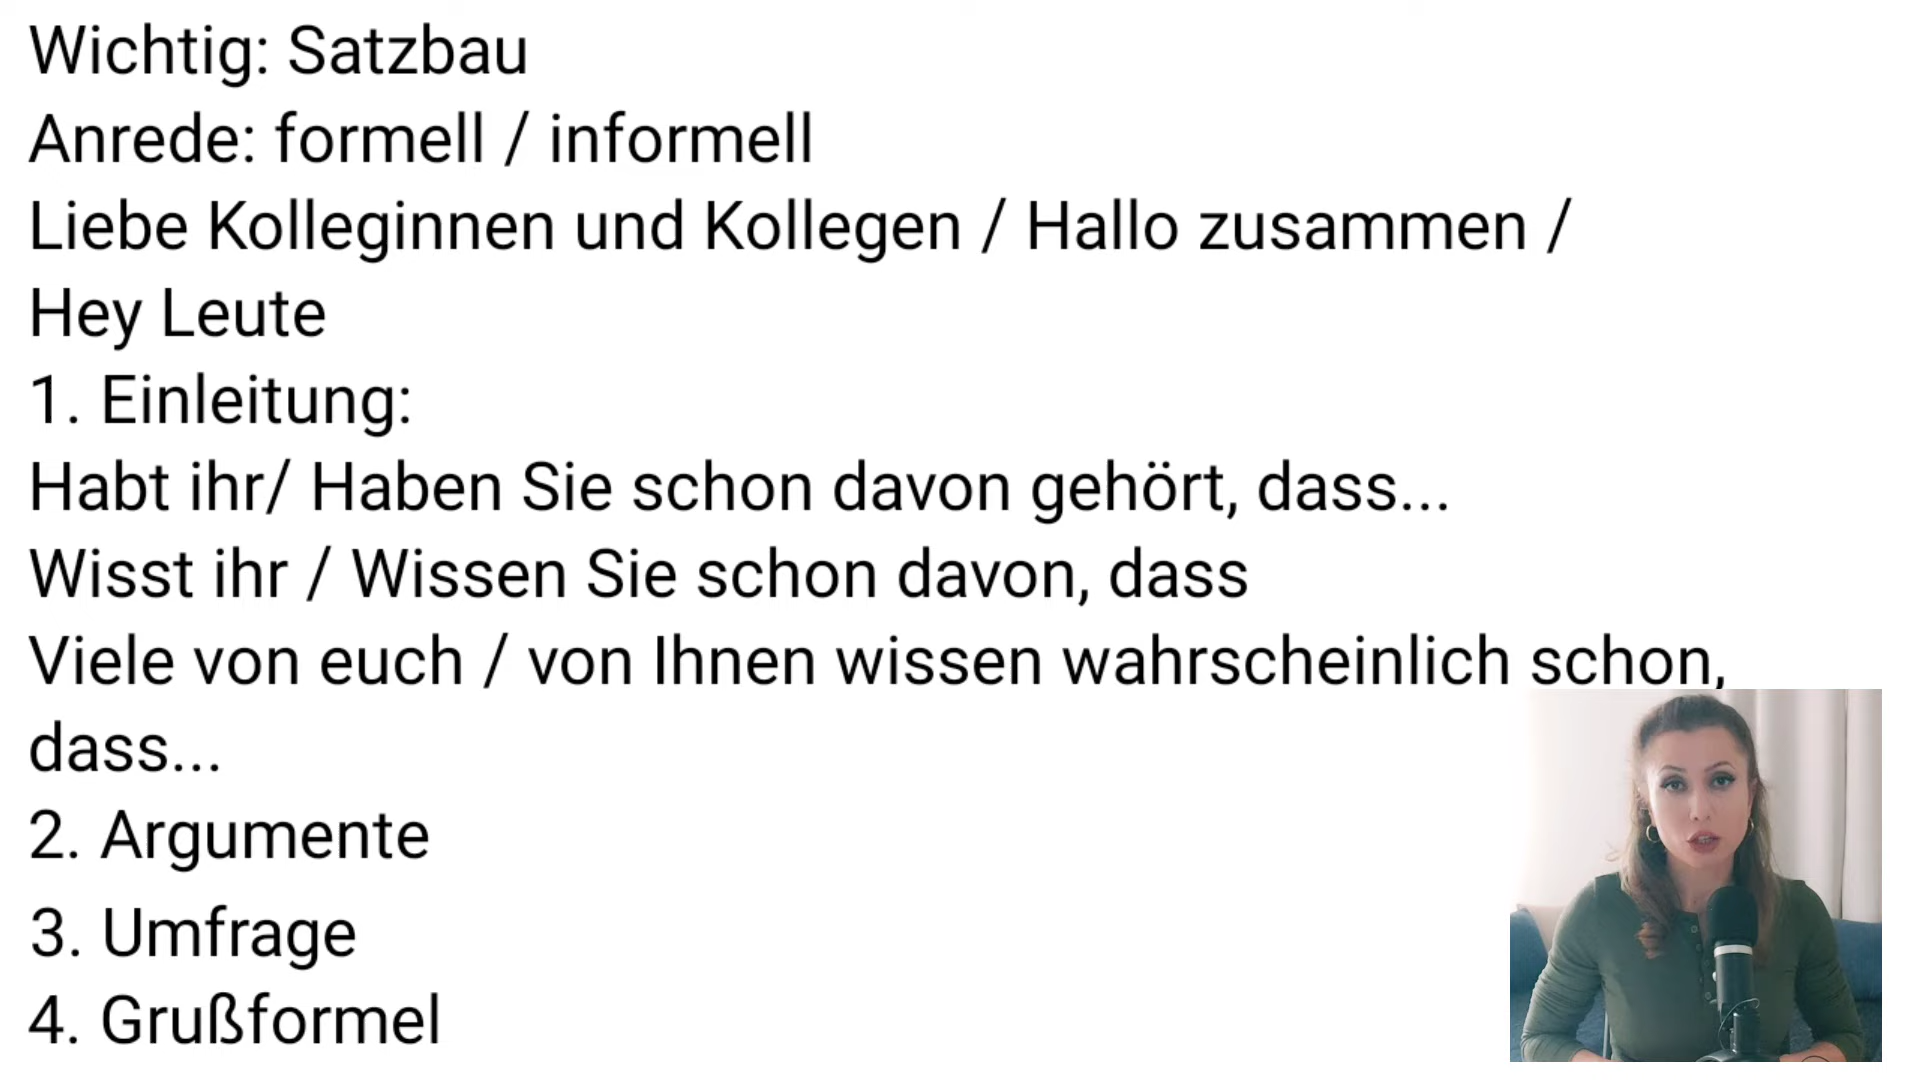 Wichtig: Satzbau
Anrede: formell / informell
Liebe Kolleginnen und Kollegen / Hallo zusammen /
Hey Leute
1. Einleitung:
Habt ihr/ Haben Sie schon davon gehört, dass...
Wisst ihr / Wissen Sie schon davon, dass
Viele von euch / von Ihnen wissen wahrscheinlich schon,
dass...
2. Argumente
3. Umfrage
4. Grußformel